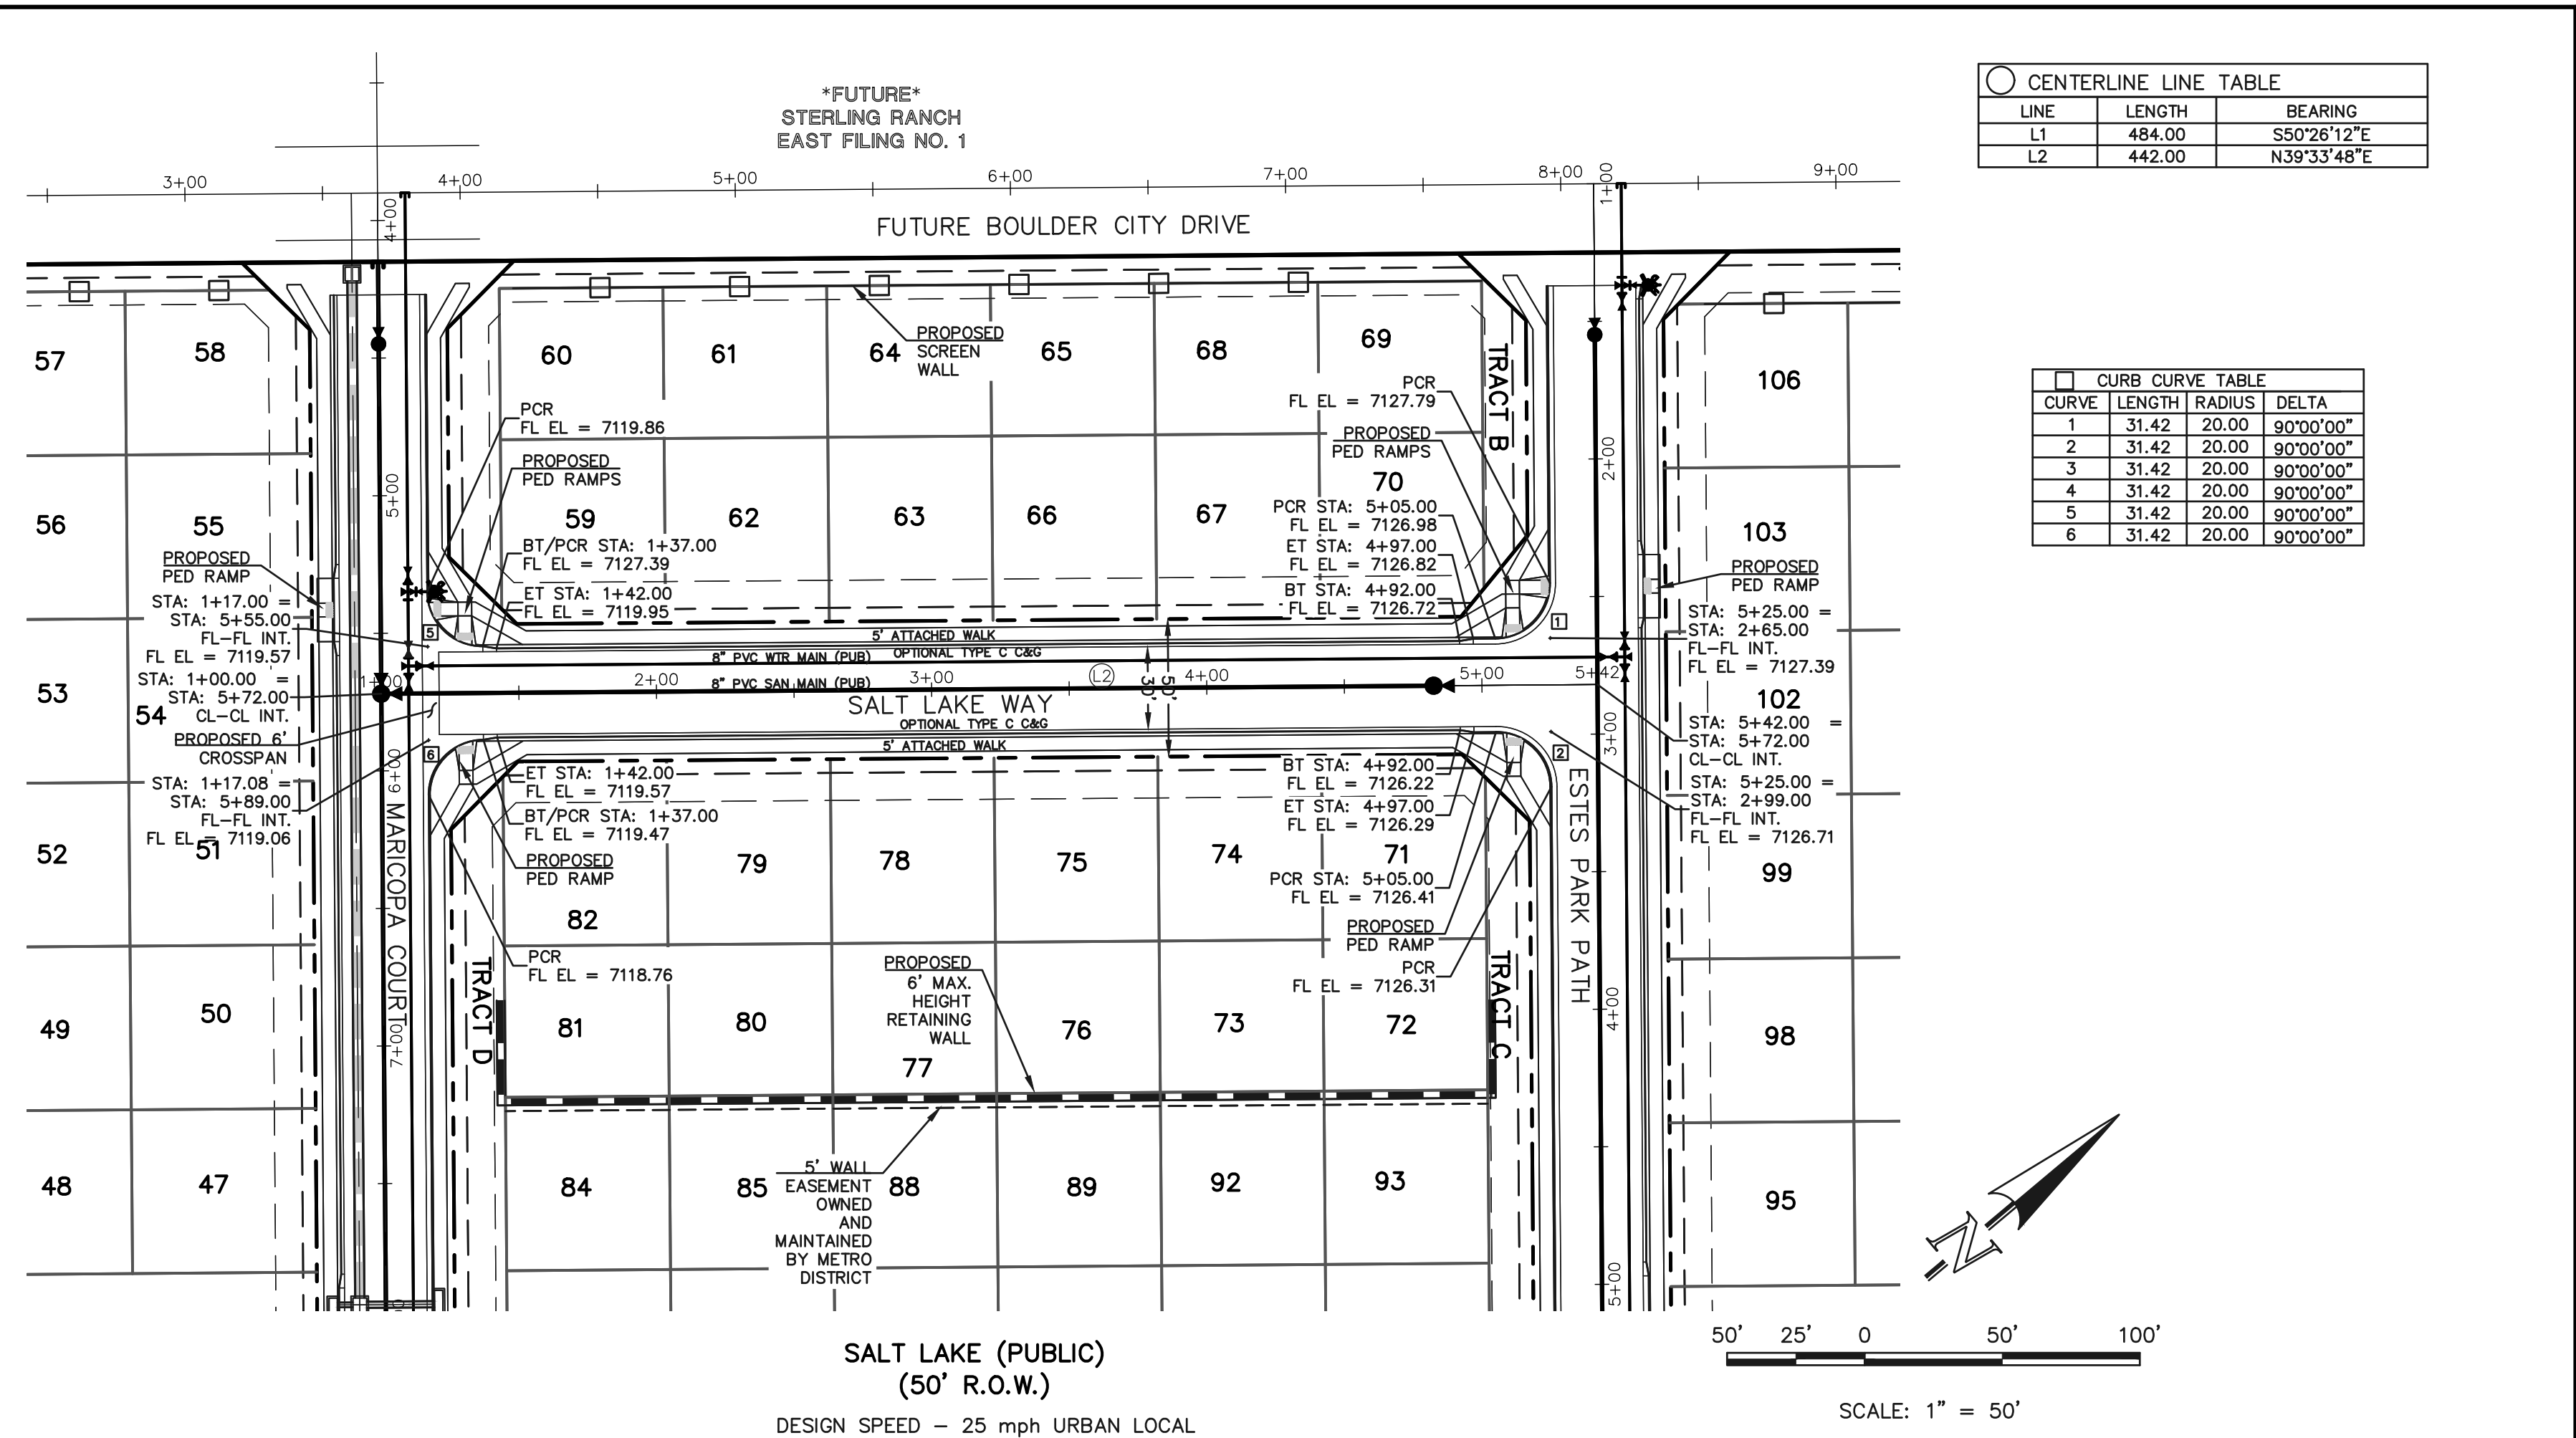 *FUTURE*
STERLING RANCH
EAST FILING NO. 1
CENTERLINE LINE TABLE
LINE LENGTH BEARING
L1 484.00 S50°26'12"E
L2 442.00 N39°33'48"E
3+00 4+00 5+00 6+00 7+00 8+00 9+00
4+00
1+00
FUTURE BOULDER CITY DRIVE
CURB CURVE TABLE
CURVE LENGTH RADIUS DELTA
1 31.42 20.00 90°00'00"
2 31.42 20.00 90°00'00"
3 31.42 20.00 90°00'00"
4 31.42 20.00 90°00'00"
5 31.42 20.00 90°00'00"
6 31.42 20.00 90°00'00"
57 58 60 61 64 65 68 69 106
PROPOSED
SCREEN
WALL
TRACT B
PCR
FL EL = 7127.79
PROPOSED
PED RAMPS
PCR
FL EL = 7119.86
PROPOSED
PED RAMPS
5+00
2+00
56 55 59 62 63 66 67 70 103
PCR STA: 5+05.00
FL EL = 7126.98
ET STA: 4+97.00
FL EL = 7126.82
BT STA: 4+92.00
FL EL = 7126.72
BT/PCR STA: 1+37.00
FL EL = 7127.39
ET STA: 1+42.00
FL EL = 7119.95
PROPOSED
PED RAMP
STA: 1+17.00 =
STA: 5+55.00
FL-FL INT.
FL EL = 7119.57
STA: 1+00.00 =
STA: 5+72.00
CL-CL INT.
PROPOSED 6'
CROSSPAN
STA: 1+17.08 =
STA: 5+89.00
FL-FL INT.
FL EL = 7119.06
PROPOSED
PED RAMP
STA: 5+25.00 =
STA: 2+65.00
FL-FL INT.
FL EL = 7127.39
5 1
5' ATTACHED WALK
OPTIONAL TYPE C C&G
8" PVC WTR MAIN (PUB)
1+00 2+00 3+00 L2 4+00 5+00 5+42
8" PVC SAN MAIN (PUB)
30' 50'
SALT LAKE WAY
OPTIONAL TYPE C C&G
5' ATTACHED WALK
6 2
53 54 102
STA: 5+42.00 =
STA: 5+72.00
CL-CL INT.
STA: 5+25.00 =
STA: 2+99.00
FL-FL INT.
FL EL = 7126.71
6+00
3+00
MARICOPA COURT
ESTES PARK PATH
ET STA: 1+42.00
FL EL = 7119.57
BT/PCR STA: 1+37.00
FL EL = 7119.47
PROPOSED
PED RAMP
BT STA: 4+92.00
FL EL = 7126.22
ET STA: 4+97.00
FL EL = 7126.29
52 51 82 79 78 75 74 71 99
PCR STA: 5+05.00
FL EL = 7126.41
PROPOSED
PED RAMP
PCR
FL EL = 7126.31
PCR
FL EL = 7118.76
PROPOSED
6' MAX.
HEIGHT
RETAINING
WALL
TRACT D
TRACT C
7+00
4+00
49 50 81 80 77 76 73 72 98
5' WALL
EASEMENT
OWNED
AND
MAINTAINED
BY METRO
DISTRICT
48 47 84 85 88 89 92 93 95
5+00
N
SALT LAKE (PUBLIC)
(50' R.O.W.)
DESIGN SPEED - 25 mph URBAN LOCAL
50' 25' 0 50' 100'
SCALE: 1" = 50'